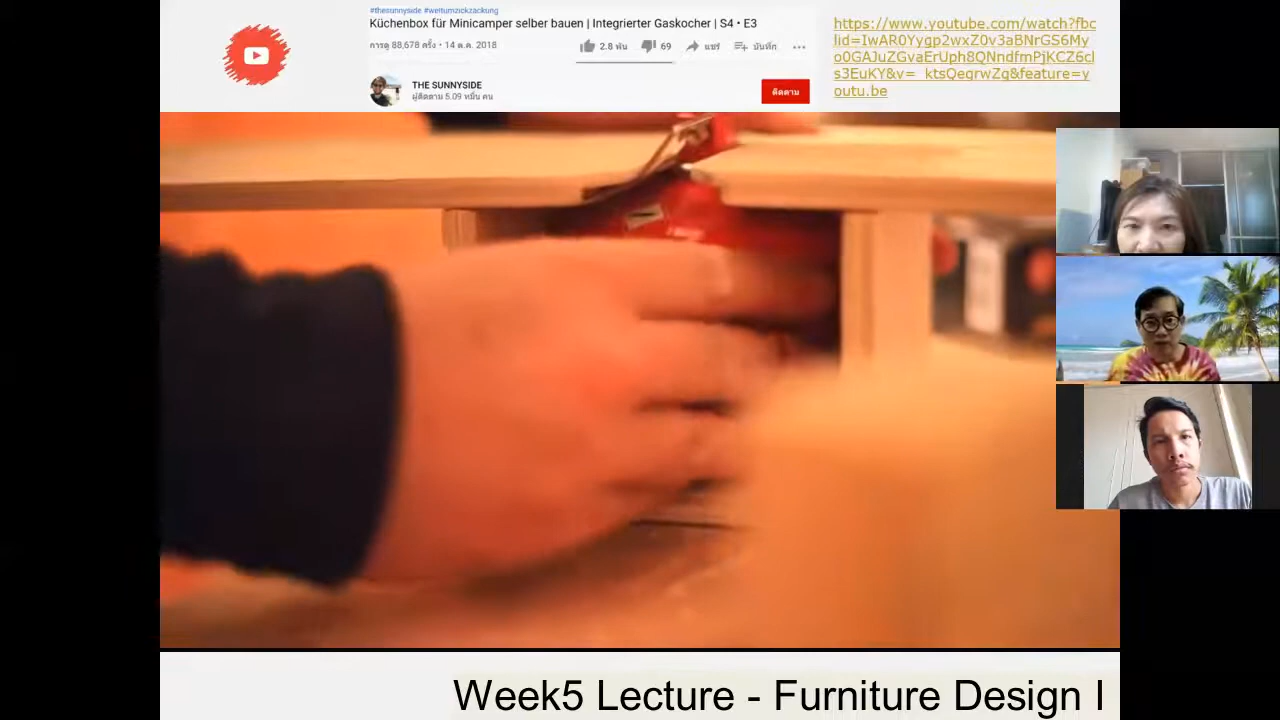 #thesunnyside #weltumzickzackung
Küchenbox für Minicamper selber bauen | Integrierter Gaskocher | S4 • E3
การดู 88,678 ครั้ง • 14 ต.ค. 2018
2.8 พัน 69 แชร์ บันทึก
THE SUNNYSIDE
ผู้ติดตาม 5.09 หมื่น คน
ติดตาม
https://www.youtube.com/watch?fbc
lid=IwAR0Yygp2wxZ0v3aBNrGS6My
o0GAJuZGvaErUph8QNndfmPjKCZ6cl
s3EuKY&v=_ktsQeqrwZg&feature=y
outu.be
Week5 Lecture - Furniture Design I